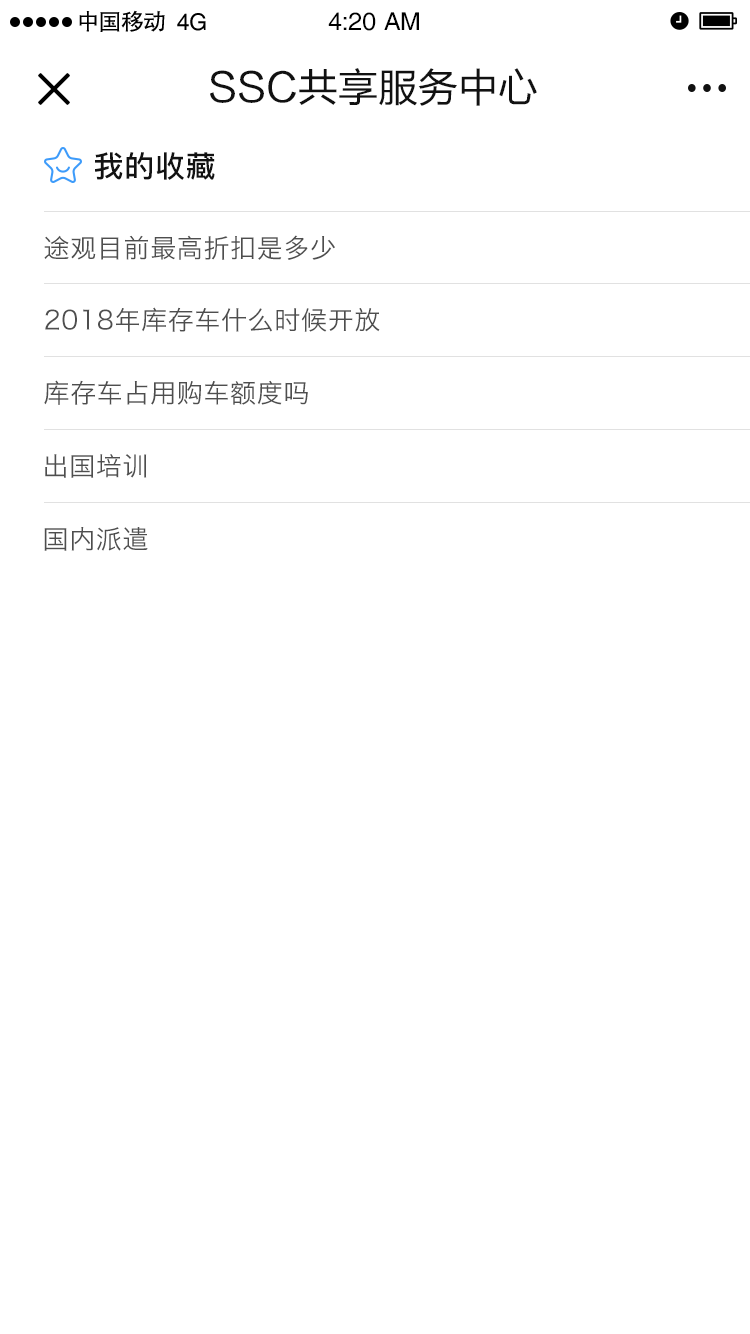 中国移动 4G 4:20 AM
SSC共享服务中心
我的收藏
途观目前最高折扣是多少
2018年库存车什么时候开放
库存车占用购车额度吗
出国培训
国内派遣